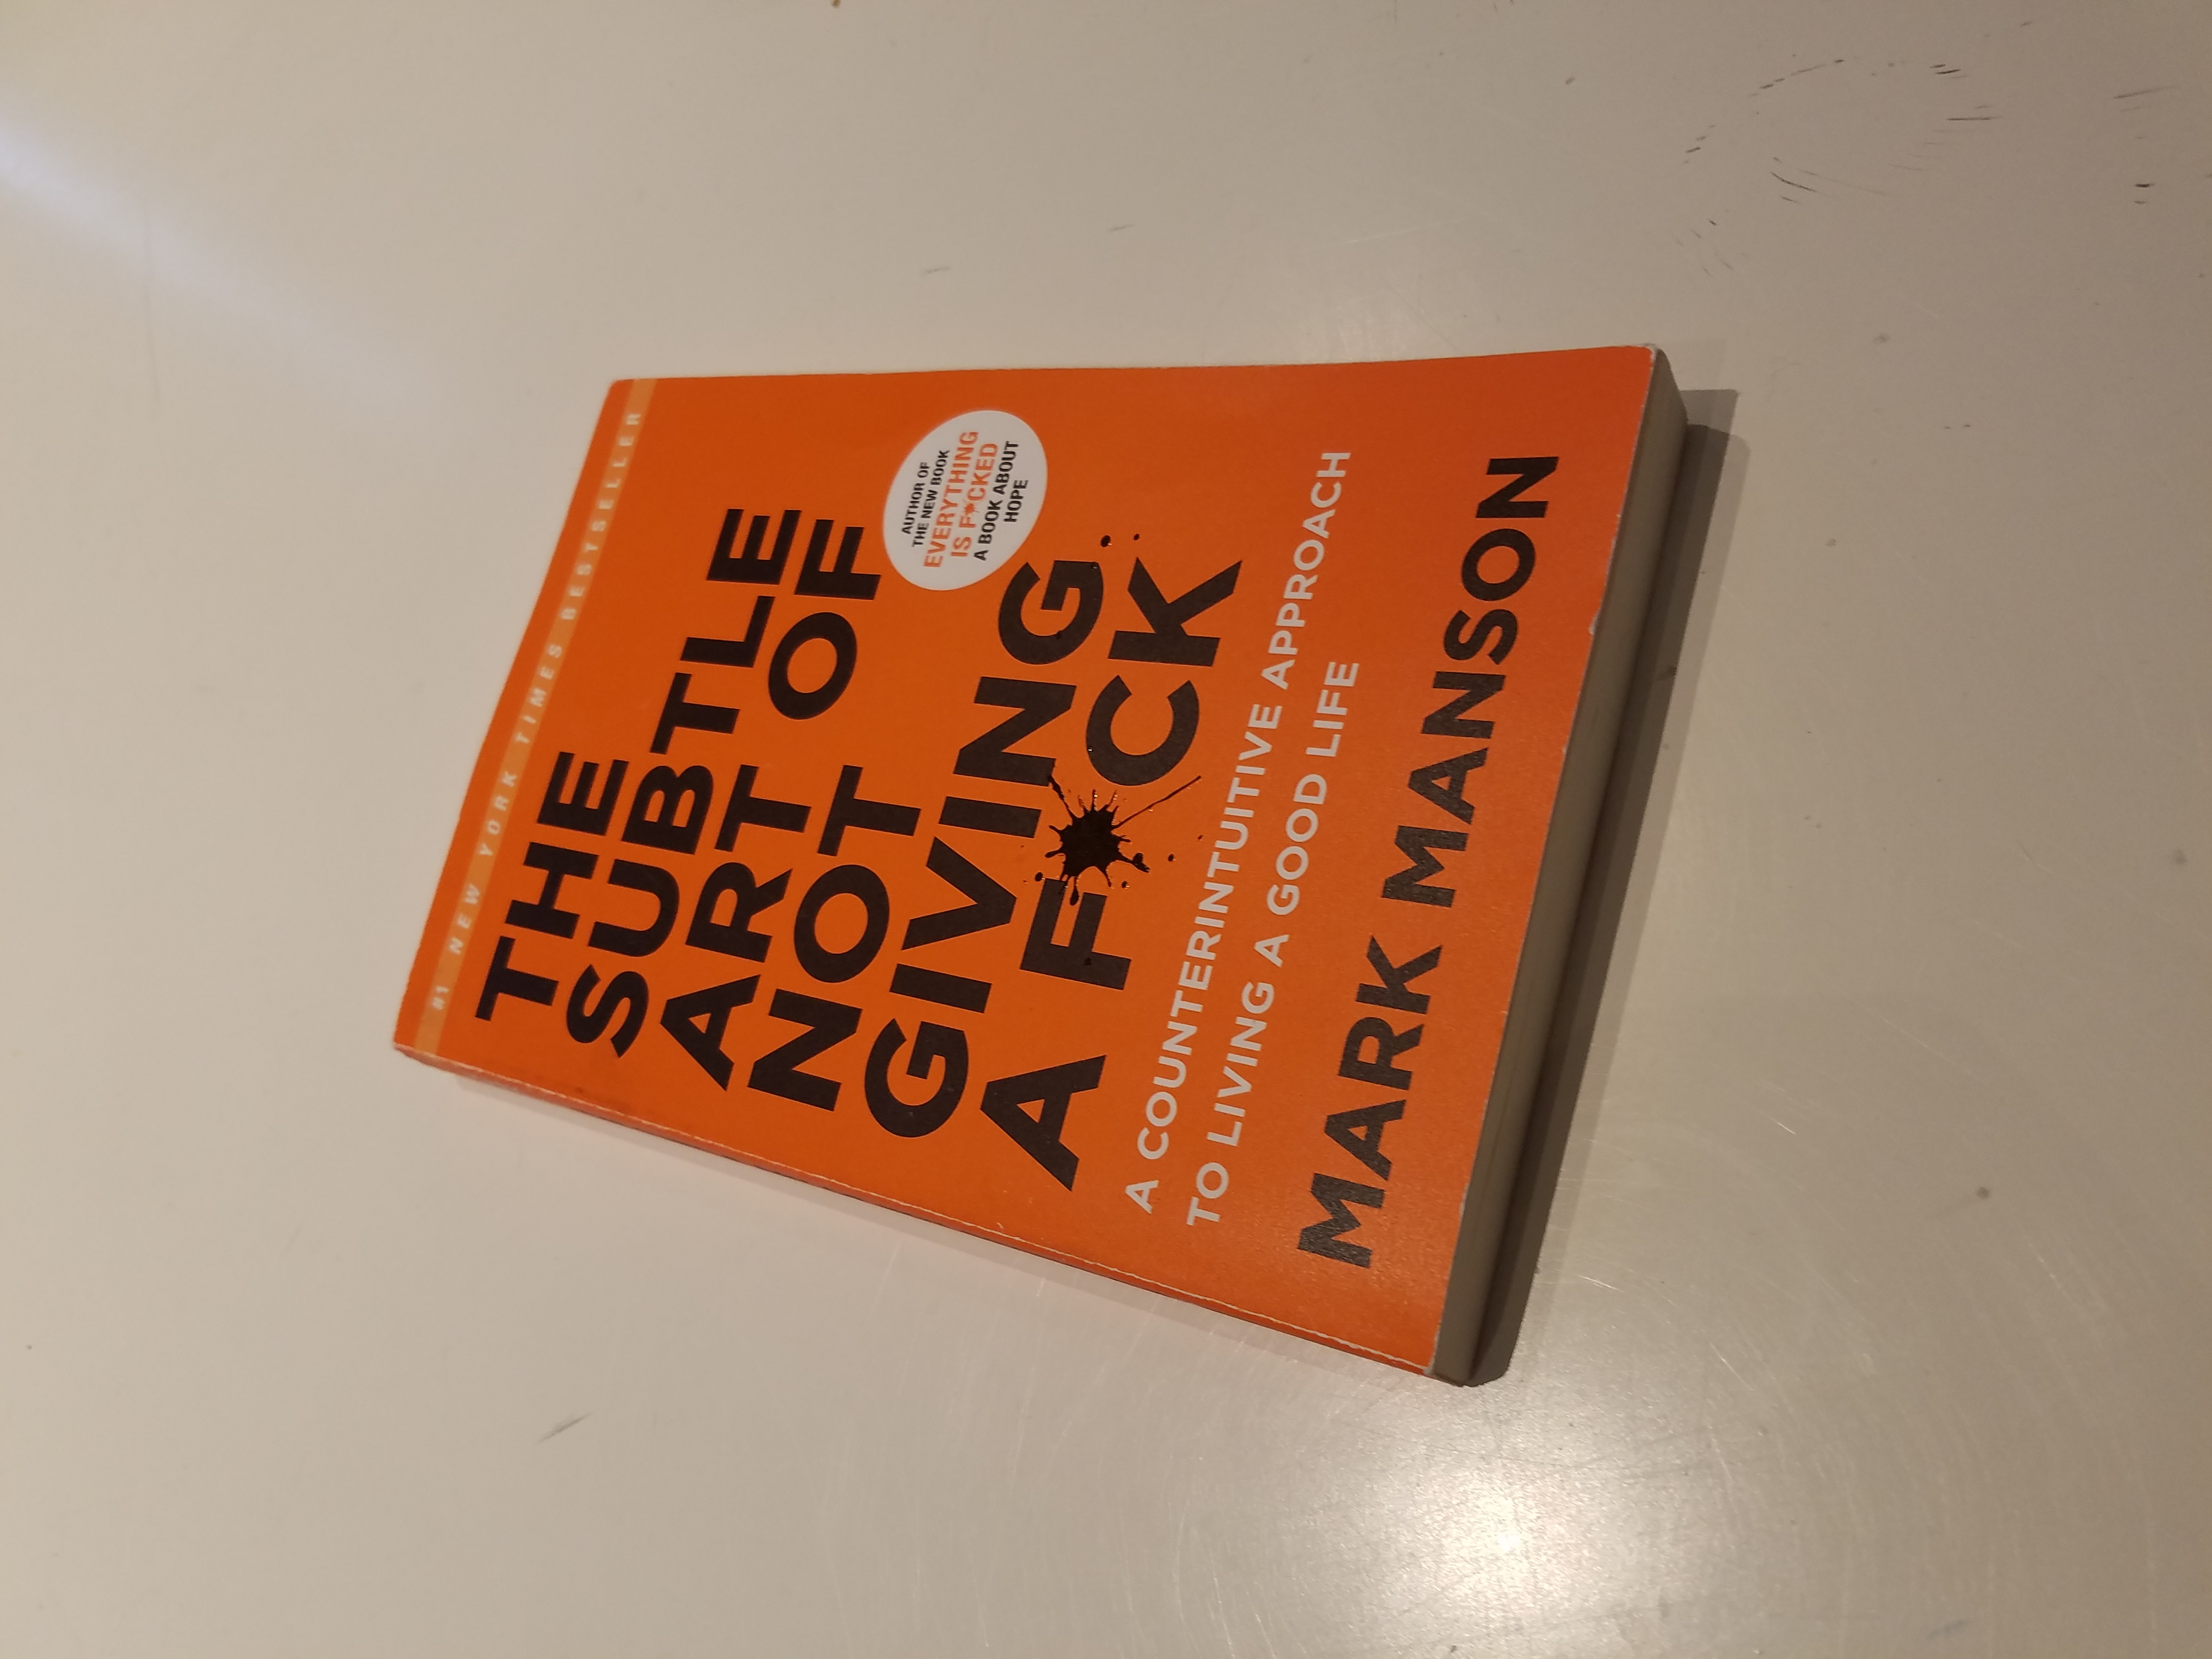 #1 NEW YORK TIMES BESTSELLER
THE
SUBTLE
ART OF
NOT
GIVING
A F CK
AUTHOR OF
THE NEW BOOK
EVERYTHING
IS F*CKED
A BOOK ABOUT
HOPE
A COUNTERINTUITIVE APPROACH
TO LIVING A GOOD LIFE
MARK MANSON